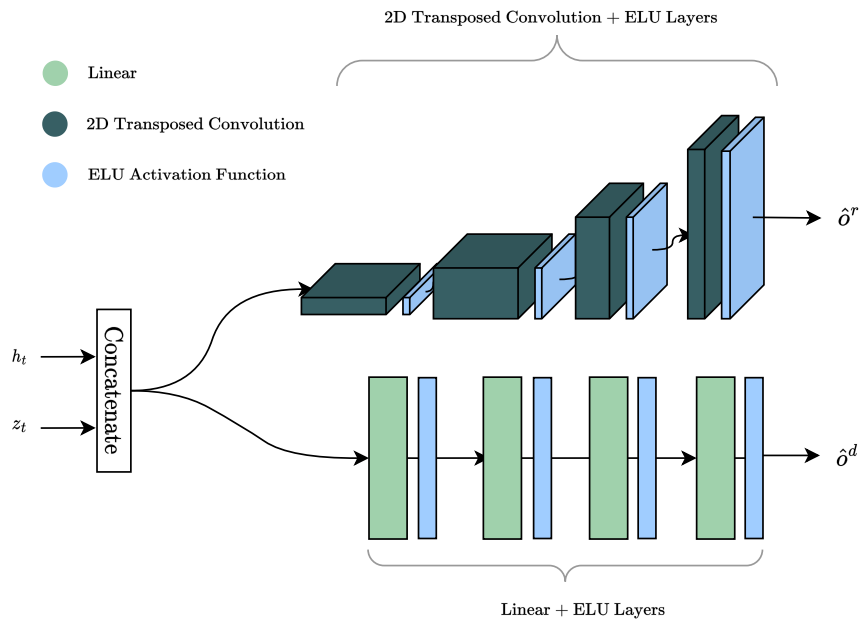 2D Transposed Convolution + ELU Layers
Linear
2D Transposed Convolution
ELU Activation Function
ô^r
Concatenate
h_t
z_t
ô^d
Linear + ELU Layers